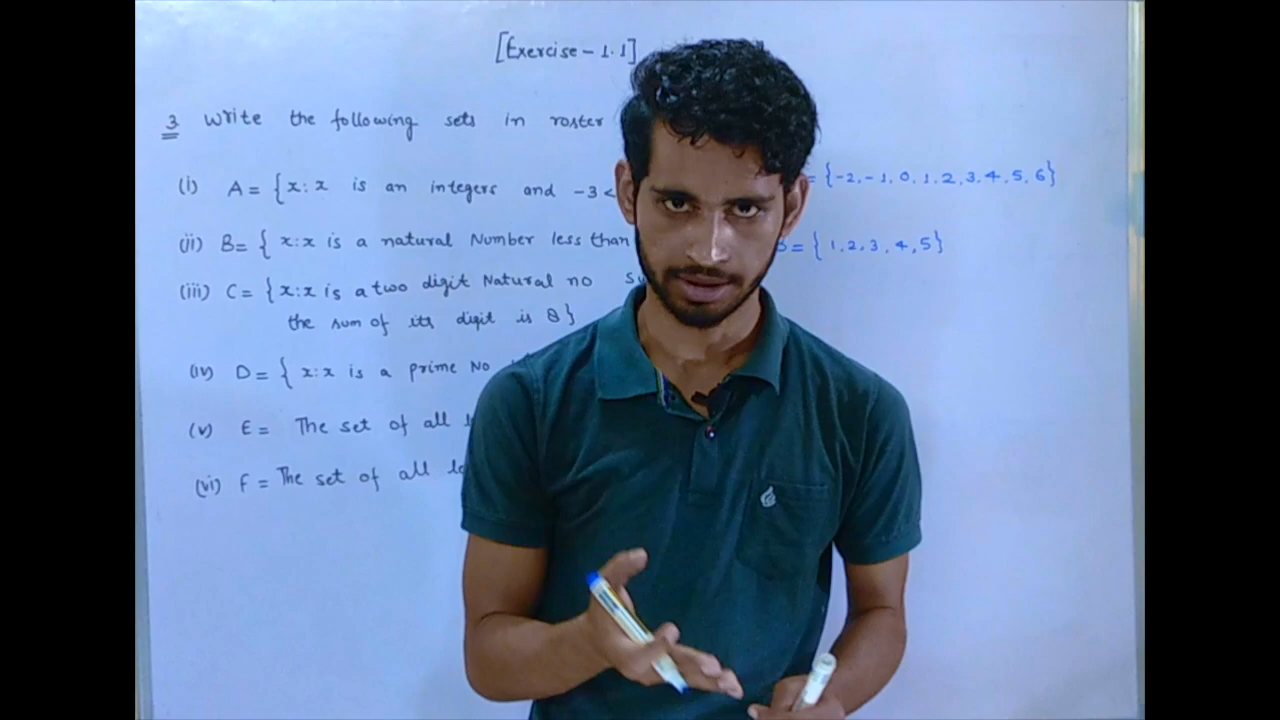 [Exercise - 1.1]
3 Write the following sets in roster
(i) A = {x : x is an integers and -3 < = {-2, -1, 0, 1, 2, 3, 4, 5, 6}
(ii) B = { x : x is a natural Number less than B = { 1, 2, 3, 4, 5}
(iii) C = {x : x is a two digit Natural no
the sum of its digit is 8}
(iv) D = { x : x is a prime No
(v) E = The set of all
(vi) F = The set of all